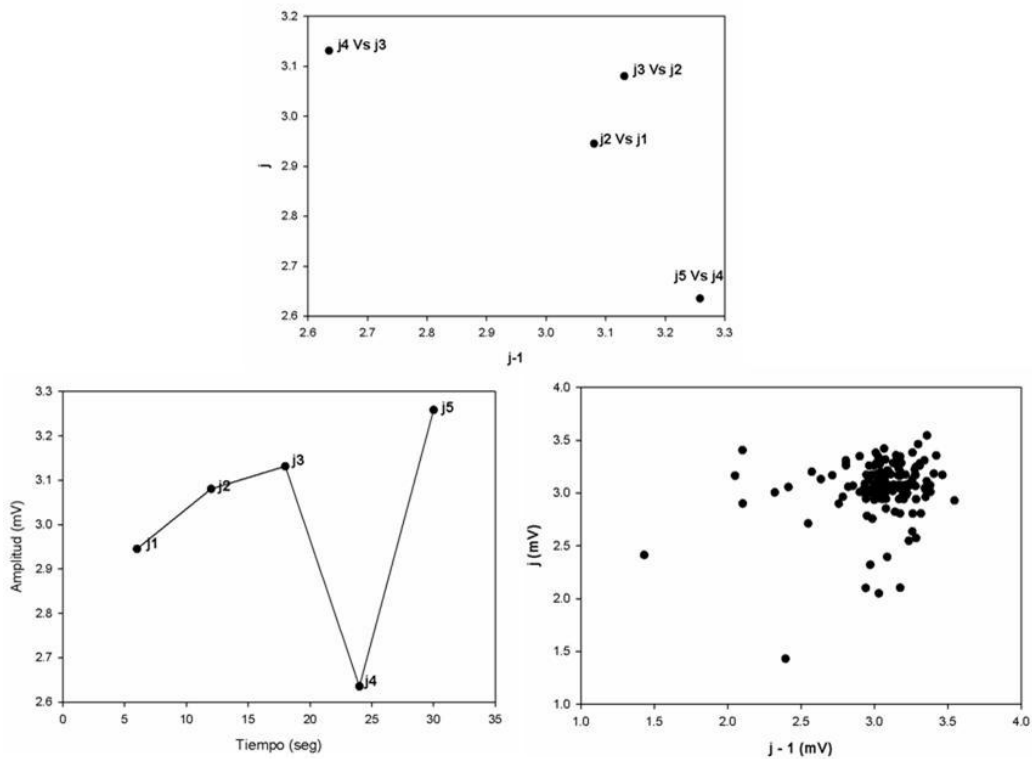 3.2
3.1
3.0
2.9
2.8
2.7
2.6
j
j4 Vs j3
j3 Vs j2
j2 Vs j1
j5 Vs j4
2.6 2.7 2.8 2.9 3.0 3.1 3.2 3.3
j-1
3.3
3.2
3.1
3.0
2.9
2.8
2.7
2.6
Amplitud (mV)
j1
j2
j3
j4
j5
0 5 10 15 20 25 30 35
Tiempo (seg)
4.0
3.5
3.0
2.5
2.0
1.5
1.0
j (mV)
1.0 1.5 2.0 2.5 3.0 3.5 4.0
j - 1 (mV)